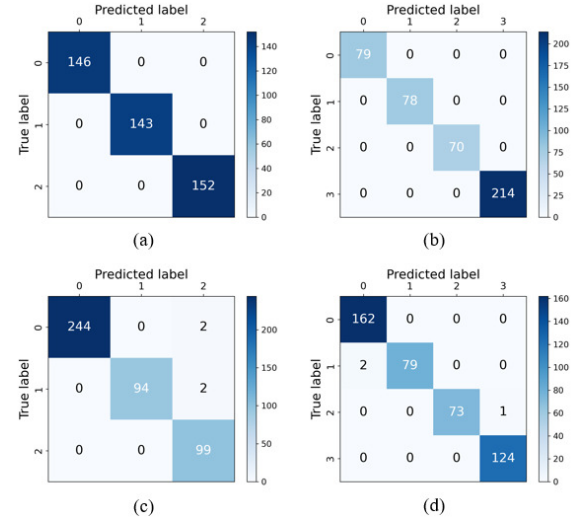 Predicted label
0 1 2
True label
0 146 0 0
1 0 143 0
2 0 0 152
140
120
100
80
60
40
20
0
(a)
Predicted label
0 1 2 3
True label
0 79 0 0 0
1 0 78 0 0
2 0 0 70 0
3 0 0 0 214
200
175
150
125
100
75
50
25
0
(b)
Predicted label
0 1 2
True label
0 244 0 2
1 0 94 2
2 0 0 99
200
150
100
50
0
(c)
Predicted label
0 1 2 3
True label
0 162 0 0 0
1 2 79 0 0
2 0 0 73 1
3 0 0 0 124
160
140
120
100
80
60
40
20
0
(d)